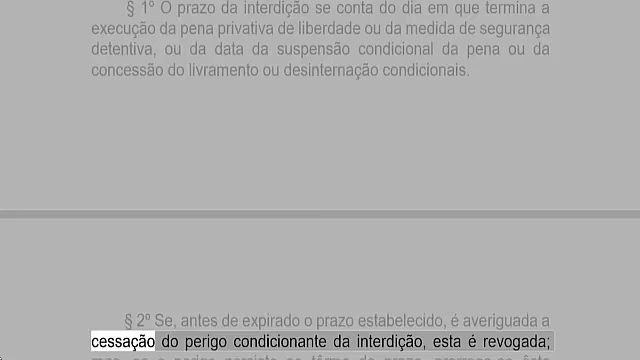 § 1º O prazo da interdição se conta do dia em que termina a
execução da pena privativa de liberdade ou da medida de segurança
detentiva, ou da data da suspensão condicional da pena ou da
concessão do livramento ou desinternação condicionais.
§ 2º Se, antes de expirado o prazo estabelecido, é averiguada a
cessação do perigo condicionante da interdição, esta é revogada;